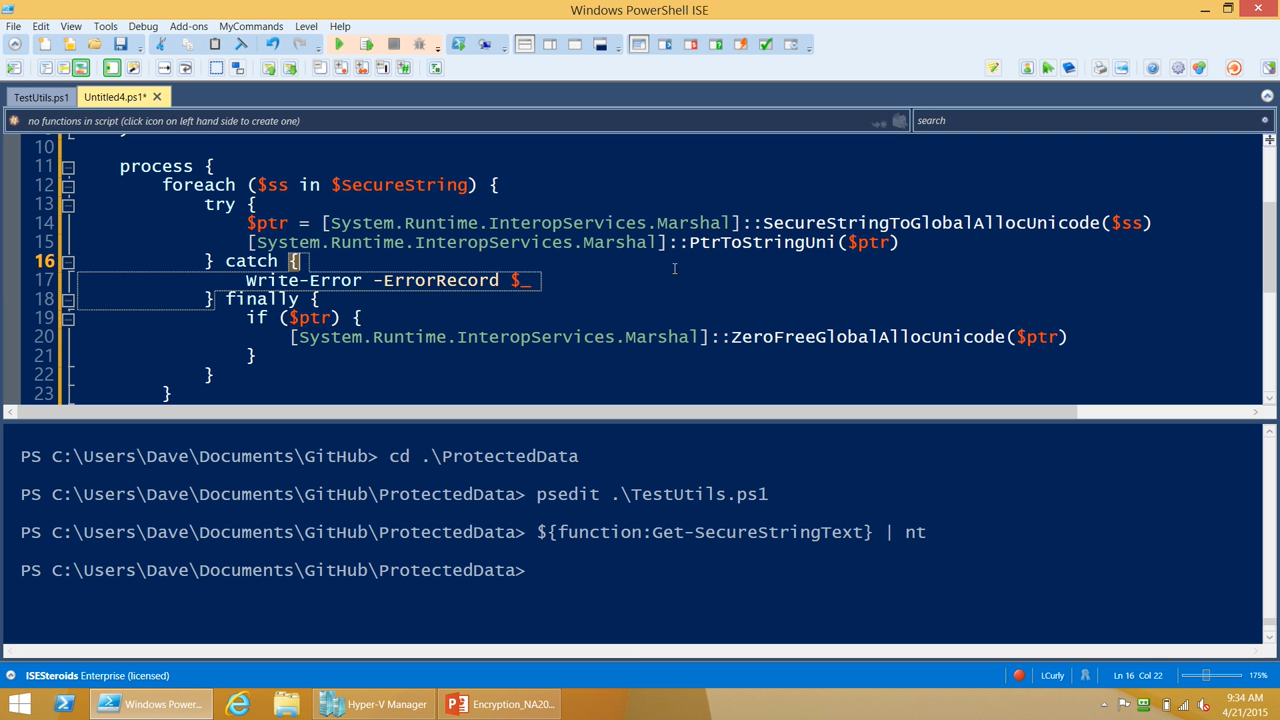 Windows PowerShell ISE
File Edit View Tools Debug Add-ons MyCommands Level Help
TestUtils.ps1 Untitled4.ps1*
no functions in script (click icon on left hand side to create one) search
10
11 process {
12 foreach ($ss in $SecureString) {
13 try {
14 $ptr = [System.Runtime.InteropServices.Marshal]::SecureStringToGlobalAllocUnicode($ss)
15 [System.Runtime.InteropServices.Marshal]::PtrToStringUni($ptr)
16 } catch {
17 Write-Error -ErrorRecord $_
18 } finally {
19 if ($ptr) {
20 [System.Runtime.InteropServices.Marshal]::ZeroFreeGlobalAllocUnicode($ptr)
21 }
22 }
23 }
PS C:\Users\Dave\Documents\GitHub> cd .\ProtectedData
PS C:\Users\Dave\Documents\GitHub\ProtectedData> psedit .\TestUtils.ps1
PS C:\Users\Dave\Documents\GitHub\ProtectedData> ${function:Get-SecureStringText} | nt
PS C:\Users\Dave\Documents\GitHub\ProtectedData>
ISESteroids Enterprise (licensed) LCurly Ln 16 Col 22 175%
Windows Power... Hyper-V Manager Encryption_NA20... 9:34 AM
4/21/2015